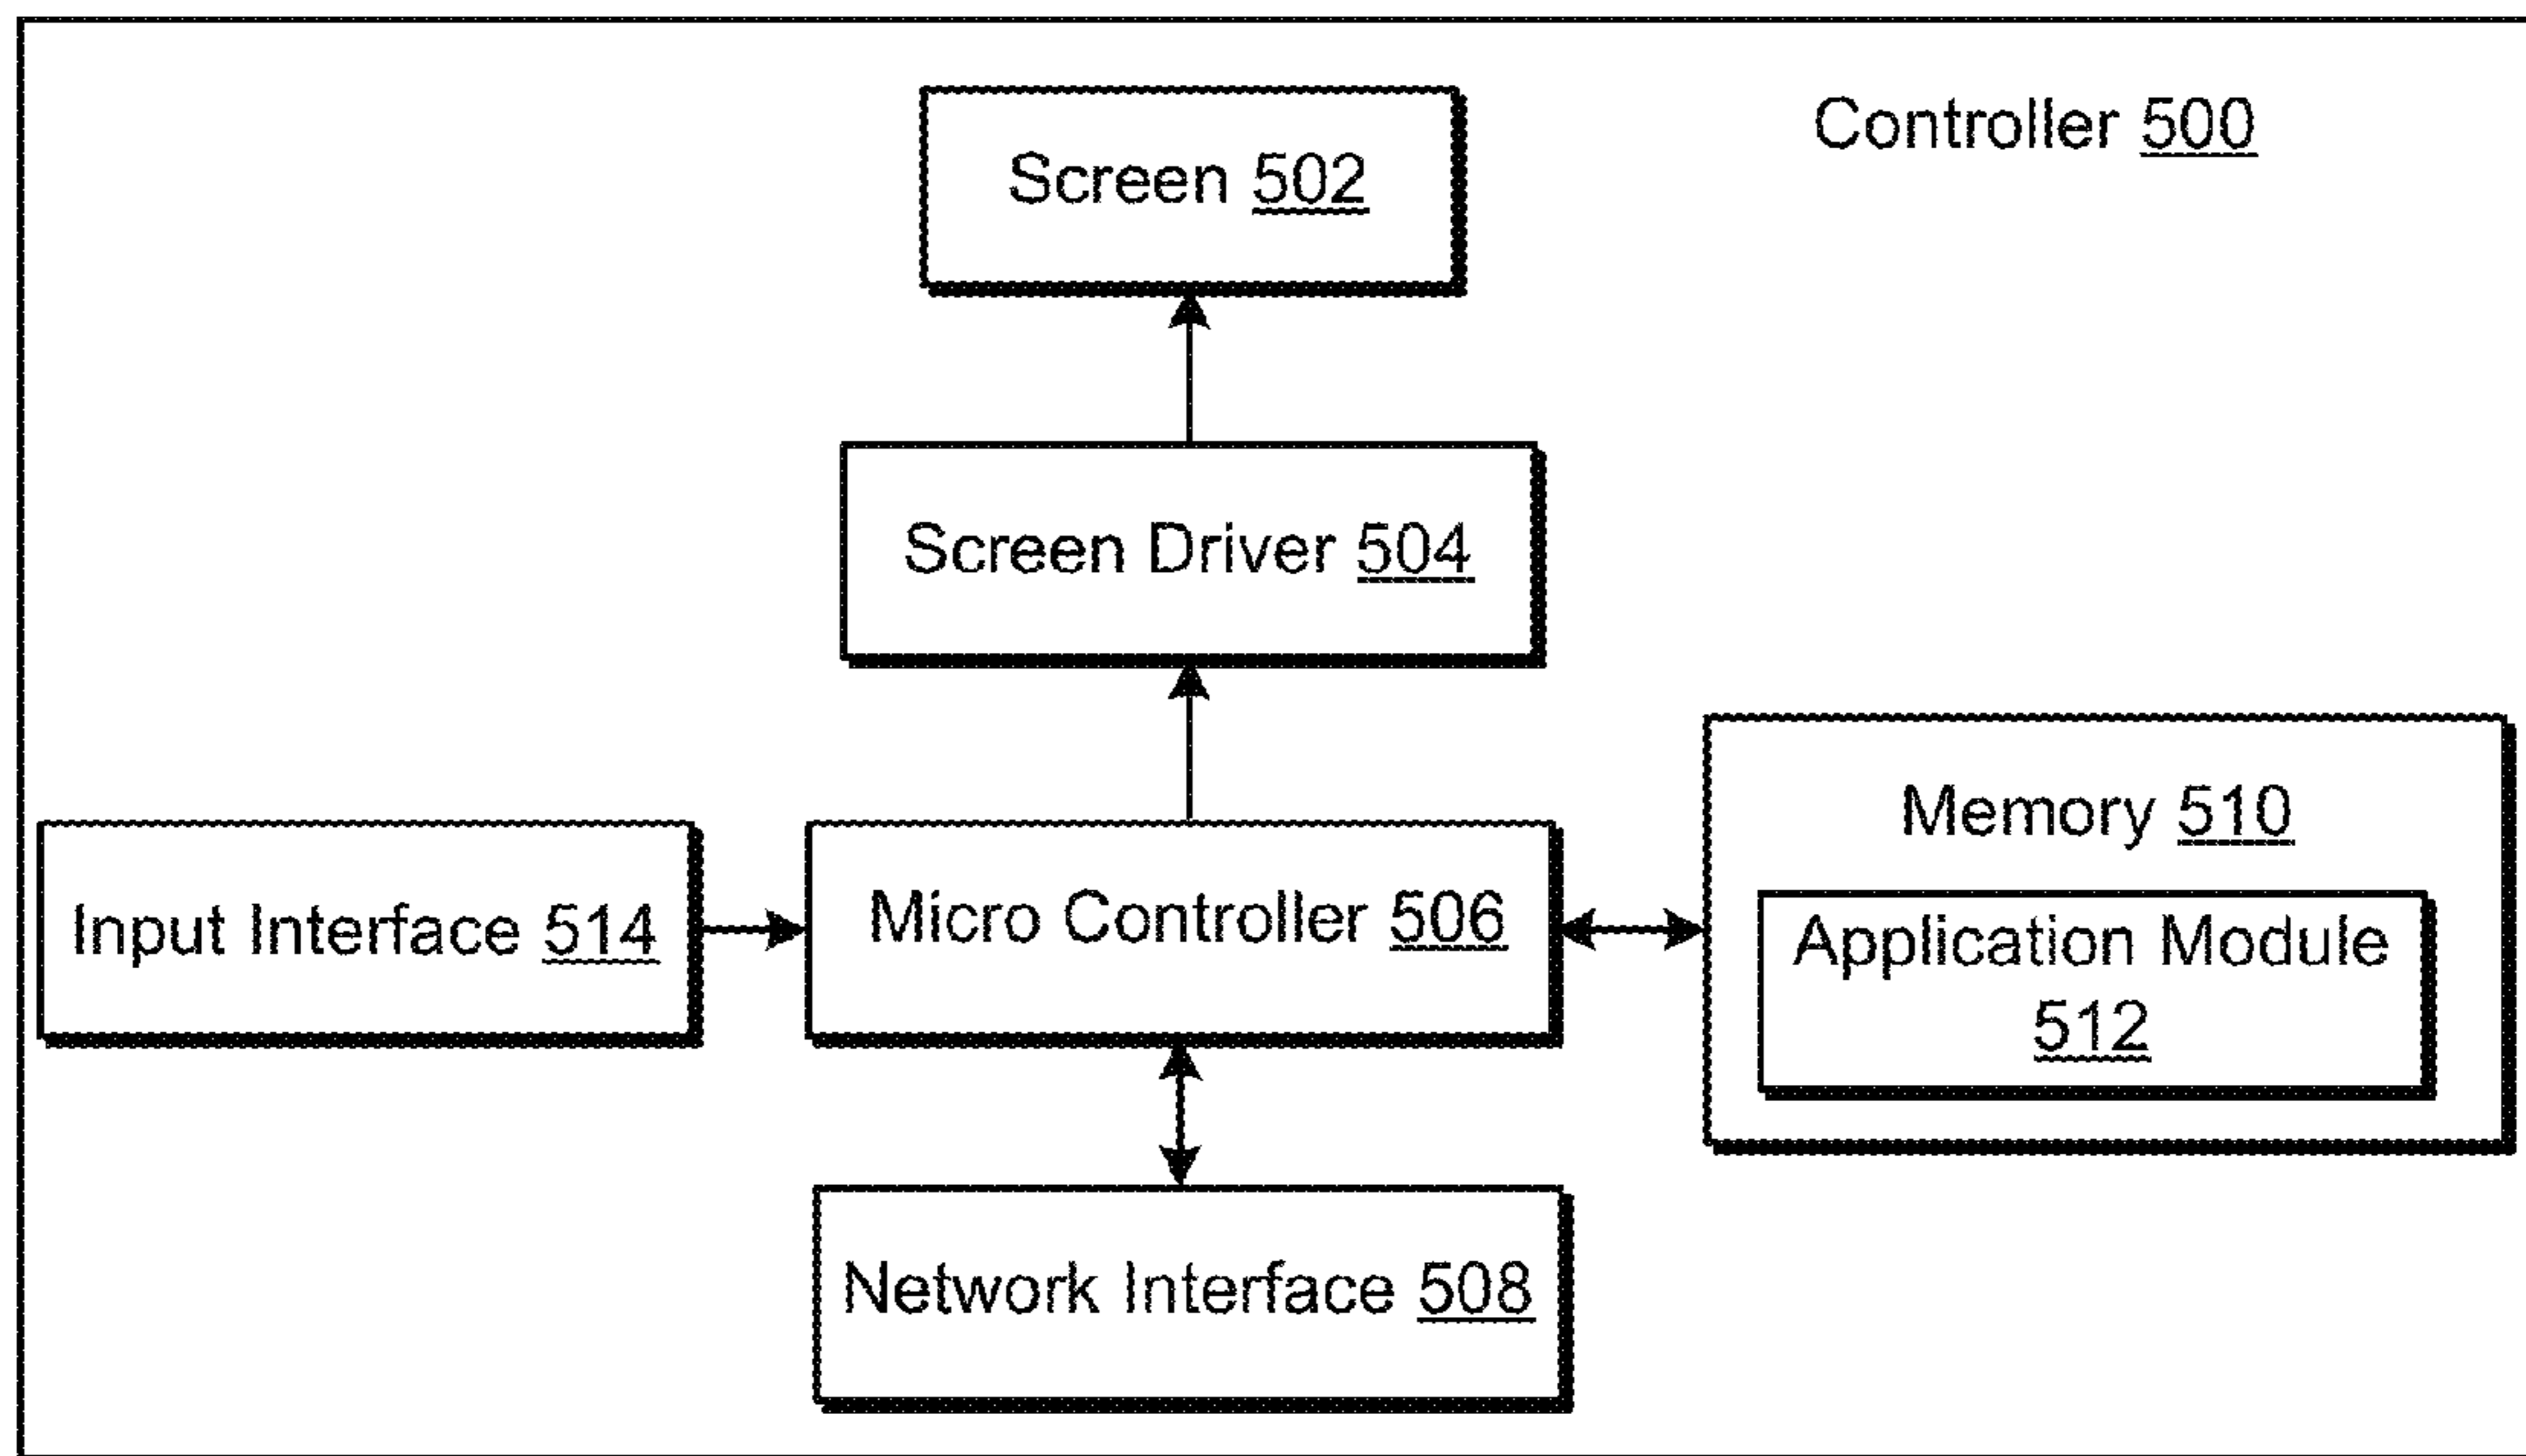 Controller 500
Screen 502
Screen Driver 504
Memory 510
Input Interface 514
Micro Controller 506
Application Module
512
Network Interface 508